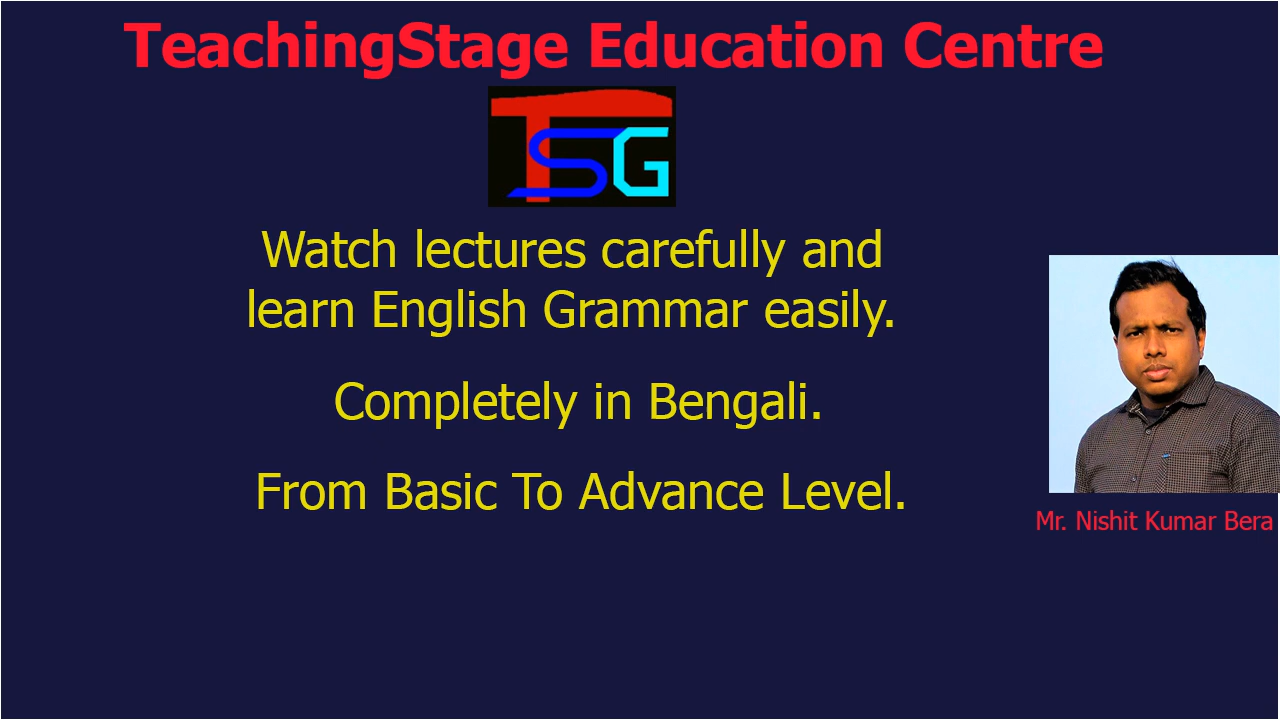 TeachingStage Education Centre
TSG
Watch lectures carefully and
learn English Grammar easily.
Completely in Bengali.
From Basic To Advance Level.
Mr. Nishit Kumar Bera